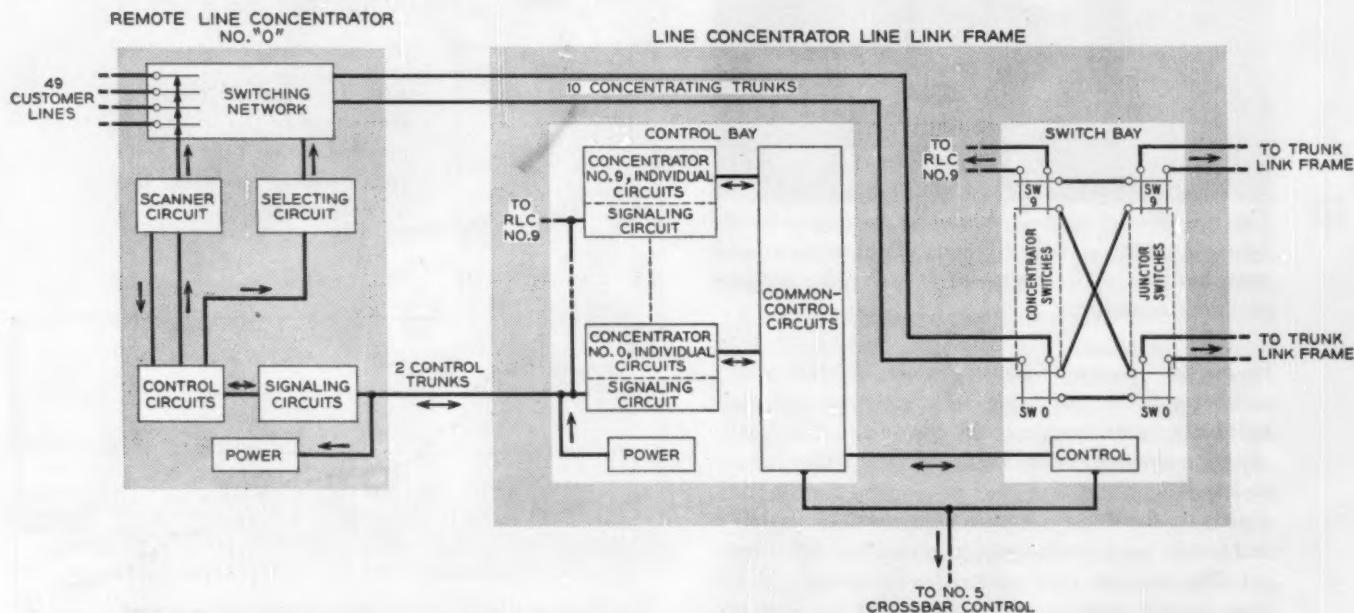 REMOTE LINE CONCENTRATOR
NO. "0"
LINE CONCENTRATOR LINE LINK FRAME
49
CUSTOMER
LINES
SWITCHING
NETWORK
10 CONCENTRATING TRUNKS
SCANNER
CIRCUIT
SELECTING
CIRCUIT
CONTROL
CIRCUITS
SIGNALING
CIRCUITS
POWER
2 CONTROL
TRUNKS
CONTROL BAY
TO
RLC
NO.9
CONCENTRATOR
NO.9, INDIVIDUAL
CIRCUITS
SIGNALING
CIRCUIT
CONCENTRATOR
NO. 0, INDIVIDUAL
CIRCUITS
SIGNALING
CIRCUIT
POWER
COMMON-
CONTROL
CIRCUITS
SWITCH BAY
TO
RLC
NO.9
SW
9
SW
9
CONCENTRATOR
SWITCHES
JUNCTOR
SWITCHES
SW 0
SW 0
TO TRUNK
LINK FRAME
TO TRUNK
LINK FRAME
CONTROL
TO NO. 5
CROSSBAR CONTROL